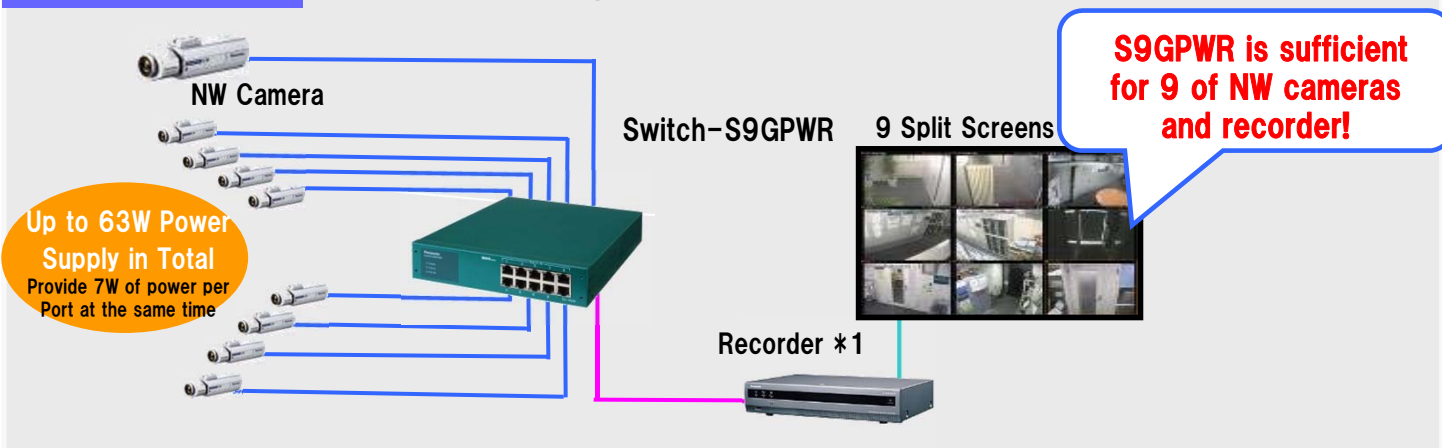 S9GPWR is sufficient
for 9 of NW cameras
and recorder!
NW Camera
Switch-S9GPWR
9 Split Screens
Up to 63W Power
Supply in Total
Provide 7W of power per
Port at the same time
Recorder *1